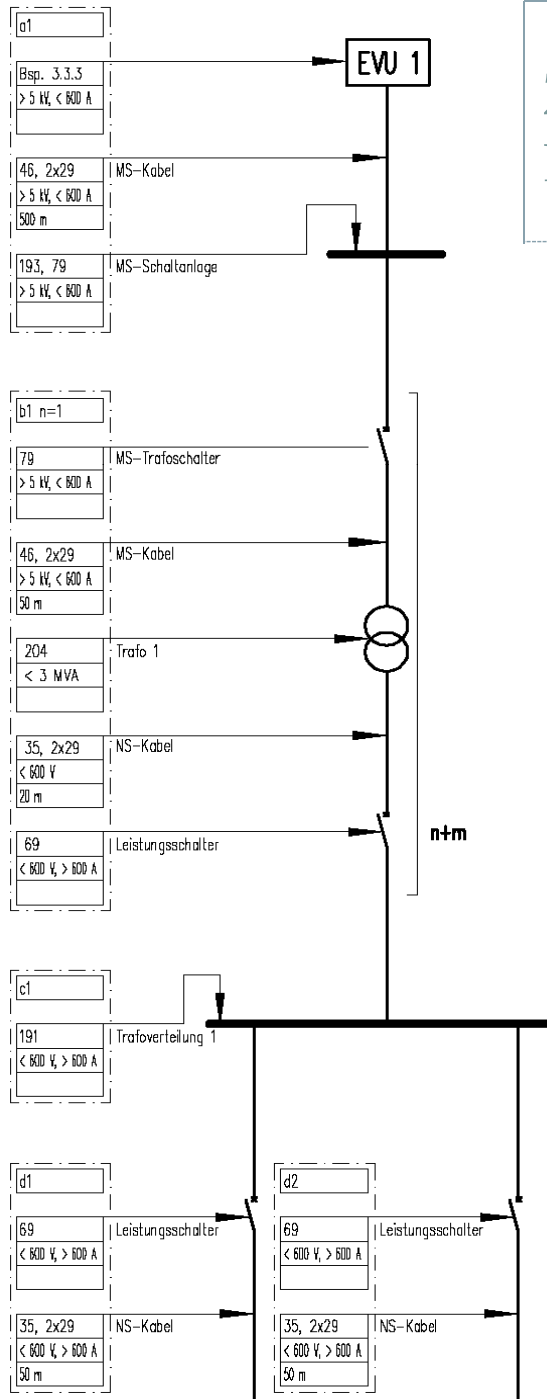 a1
EVU 1
Bsp. 3.3.3
> 5 kV, < 600 A
46, 2x29 MS-Kabel
> 5 kV, < 600 A
500 m
193, 79 MS-Schaltanlage
> 5 kV, < 600 A
b1 n=1
79 MS-Trafoschalter
> 5 kV, < 600 A
46, 2x29 MS-Kabel
> 5 kV, < 600 A
50 m
204 Trafo 1
< 3 MVA
35, 2x29 NS-Kabel
< 600 V
20 m
69 Leistungsschalter
< 600 V, > 600 A
n+m
c1
191 Trafoverteilung 1
< 600 V, > 600 A
d1
69 Leistungsschalter
< 600 V, > 600 A
35, 2x29 NS-Kabel
< 600 V, > 600 A
50 m
d2
69 Leistungsschalter
< 600 V, > 600 A
35, 2x29 NS-Kabel
< 600 V, > 600 A
50 m